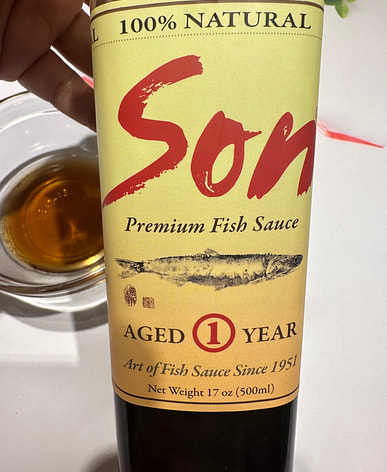 100% NATURAL
Son
Premium Fish Sauce
AGED 1 YEAR
Art of Fish Sauce Since 1951
Net Weight 17 oz (500ml)